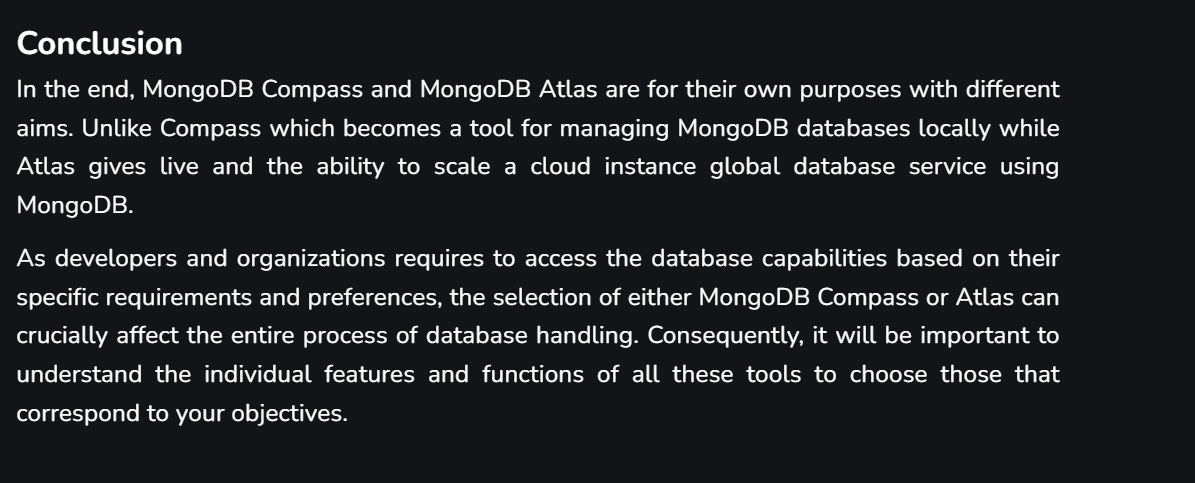 Conclusion
In the end, MongoDB Compass and MongoDB Atlas are for their own purposes with different
aims. Unlike Compass which becomes a tool for managing MongoDB databases locally while
Atlas gives live and the ability to scale a cloud instance global database service using
MongoDB.
As developers and organizations requires to access the database capabilities based on their
specific requirements and preferences, the selection of either MongoDB Compass or Atlas can
crucially affect the entire process of database handling. Consequently, it will be important to
understand the individual features and functions of all these tools to choose those that
correspond to your objectives.